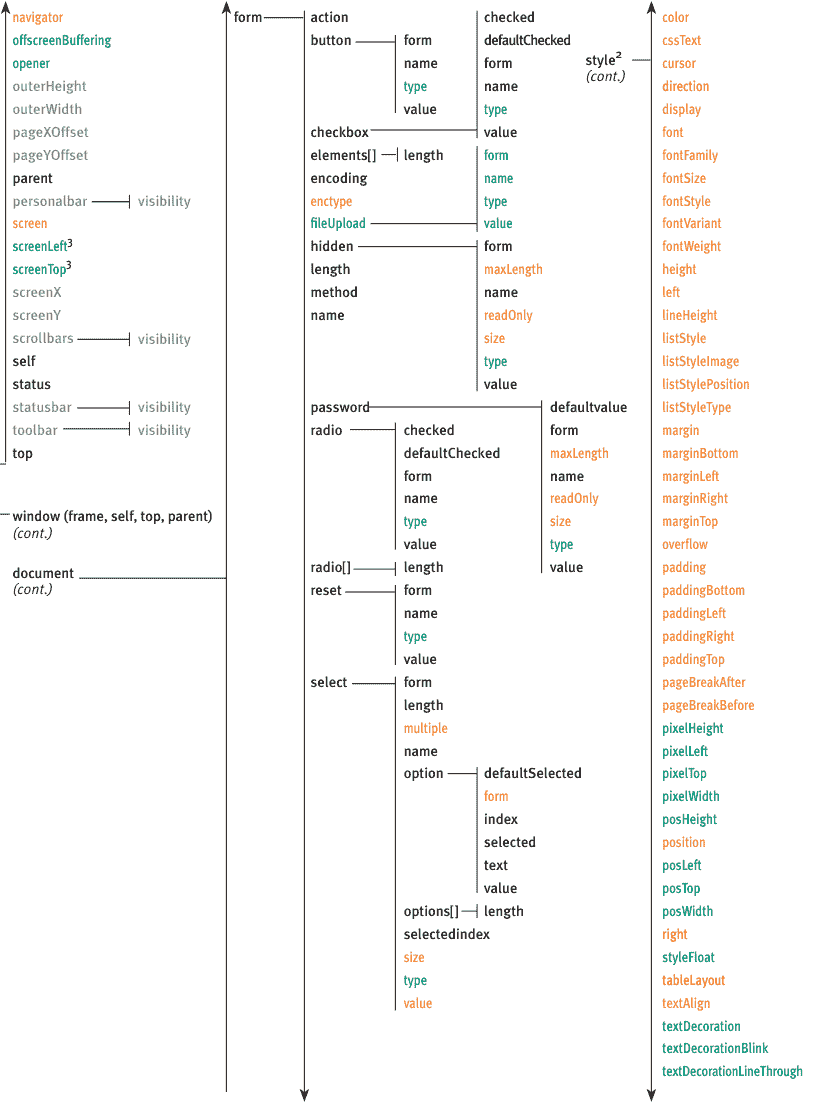 navigator
offscreenBuffering
opener
outerHeight
outerWidth
pageXOffset
pageYOffset
parent
personalbar visibility
screen
screenLeft3
screenTop3
screenX
screenY
scrollbars visibility
self
status
statusbar visibility
toolbar visibility
top
window (frame, self, top, parent)
(cont.)
document
(cont.)
form
action
button
checkbox
elements[] length
encoding
enctype
fileUpload
hidden
length
method
name
password
radio
radio[] length
reset
select
form
name
type
value
checked
defaultChecked
form
name
type
value
form
name
type
value
form
maxLength
name
readOnly
size
type
value
checked
defaultChecked
form
name
type
value
defaultvalue
form
maxLength
name
readOnly
size
type
value
form
name
type
value
form
length
multiple
name
option
options[] length
selectedindex
size
type
value
defaultSelected
form
index
selected
text
value
style2
(cont.)
color
cssText
cursor
direction
display
font
fontFamily
fontSize
fontStyle
fontVariant
fontWeight
height
left
lineHeight
listStyle
listStyleImage
listStylePosition
listStyleType
margin
marginBottom
marginLeft
marginRight
marginTop
overflow
padding
paddingBottom
paddingLeft
paddingRight
paddingTop
pageBreakAfter
pageBreakBefore
pixelHeight
pixelLeft
pixelTop
pixelWidth
posHeight
position
posLeft
posTop
posWidth
right
styleFloat
tableLayout
textAlign
textDecoration
textDecorationBlink
textDecorationLineThrough